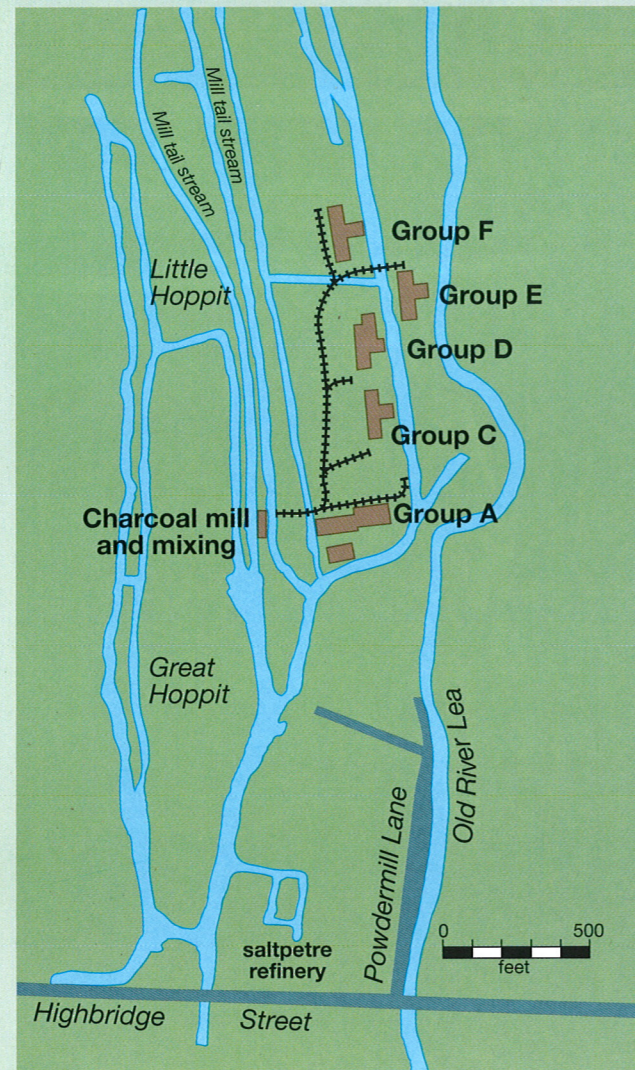 Mill tail stream
Mill tail stream
Group F
Little
Hoppit
Group E
Group D
Group C
Charcoal mill
and mixing
Group A
Great
Hoppit
Old River Lea
Powdermill Lane
0 500
feet
saltpetre
refinery
Highbridge Street